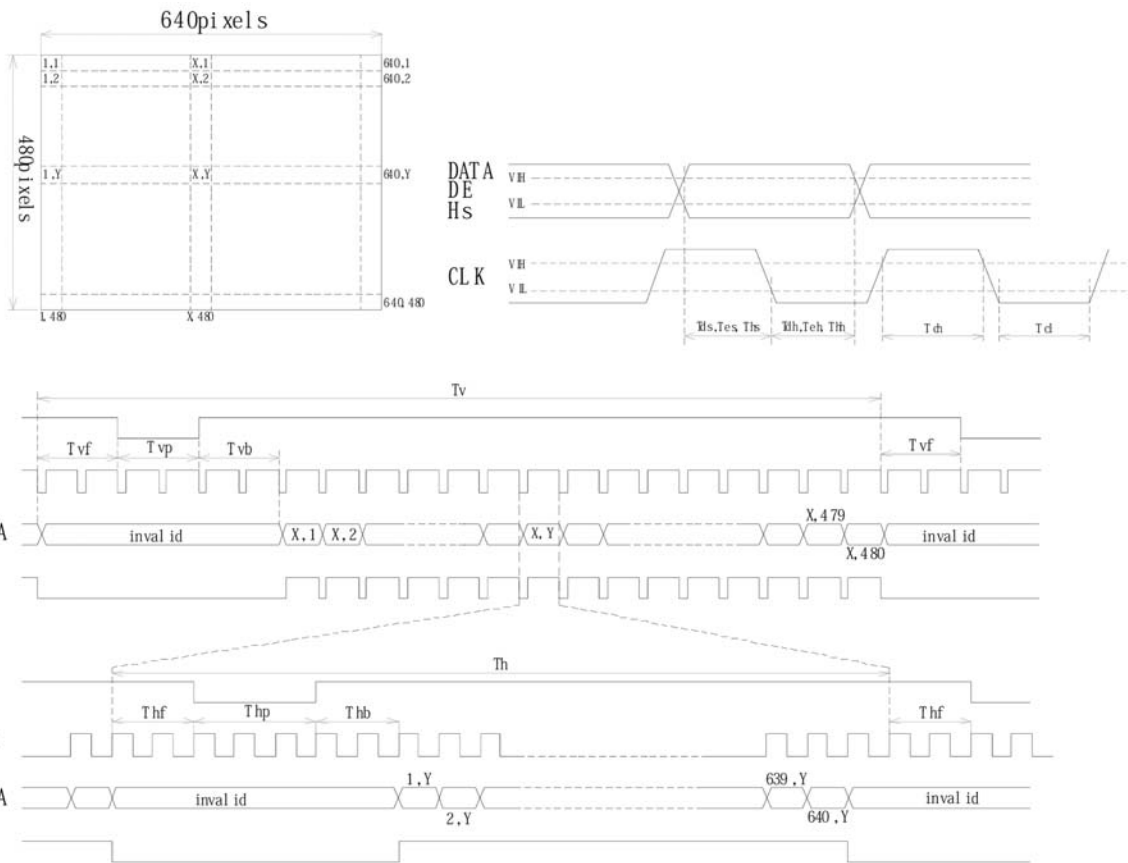 640pixels
1,1 X,1 640,1
1,2 X,2 640,2
480pixels
1,Y X,Y 640,Y
640,480
1,480 X,480
DATA
DE
Hs
VIH
VIL
CLK
VIH
VIL
Tds,Tes,Ths Tdh,Teh,Thh Tch Tcl
Tv
Tvf Tvp Tvb Tvf
A invalid X,1 X,2 X,Y X,479 X,480 invalid
Th
Thf Thp Thb Thf
A invalid 1,Y 2,Y 639,Y 640,Y invalid